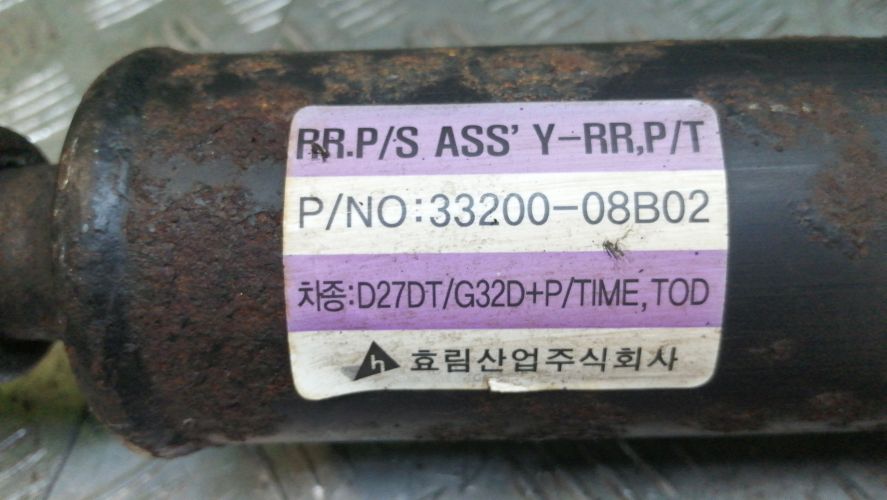 RR.P/S ASS'Y-RR,P/T
P/NO:33200-08B02
차종:D27DT/G32D+P/TIME,TOD
h 효림산업주식회사